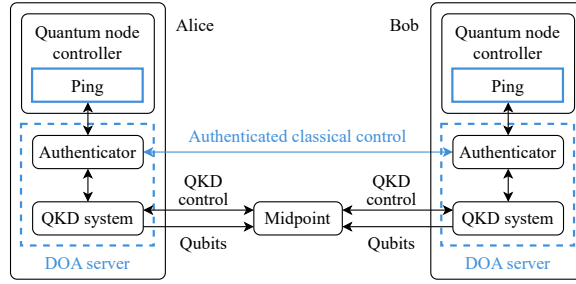 Alice
Bob
Quantum node
controller
Ping
Quantum node
controller
Ping
Authenticated classical control
Authenticator
Authenticator
QKD
control
QKD
control
QKD system
Midpoint
QKD system
Qubits
Qubits
DOA server
DOA server